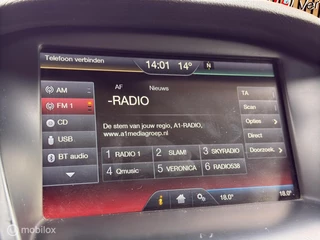 Telefoon verbinden
14:01 14°
AM
FM 1
CD
USB
BT audio
AF Nieuws
-RADIO
De stem van jouw regio, A1-RADIO,
www.a1mediagroep.nl
1 RADIO 1 2 SLAM! 3 SKYRADIO
4 Qmusic 5 VERONICA 6 RADIO538
TA
Scan
Opties
Direct
Doorzoek.
18.0° 18.0°
© mobilox